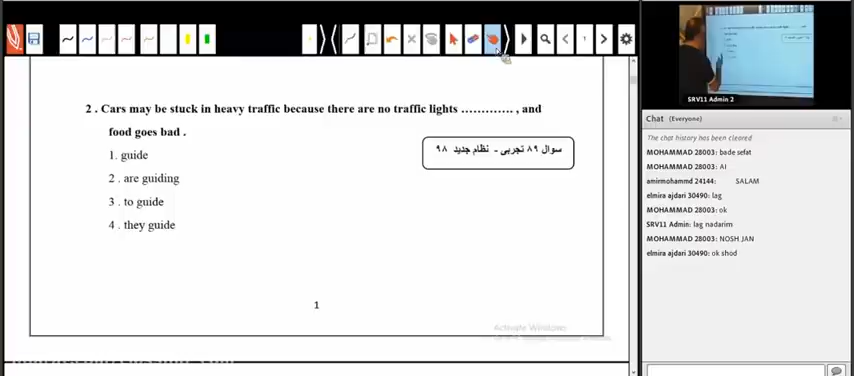 SRV11 Admin 2
2 . Cars may be stuck in heavy traffic because there are no traffic lights ............. , and
food goes bad .
سوال ۸۹ تجربی - نظام جدید ۹۸
1. guide
2 . are guiding
3 . to guide
4 . they guide
1
Activate Windows
Chat (Everyone)
The chat history has been cleared
MOHAMMAD 28003: bade sefat
MOHAMMAD 28003: AI
amirmohammd 24144: SALAM
elmira ajdari 30490: lag
MOHAMMAD 28003: ok
SRV11 Admin: lag nadarim
MOHAMMAD 28003: NOSH JAN
elmira ajdari 30490: ok shod